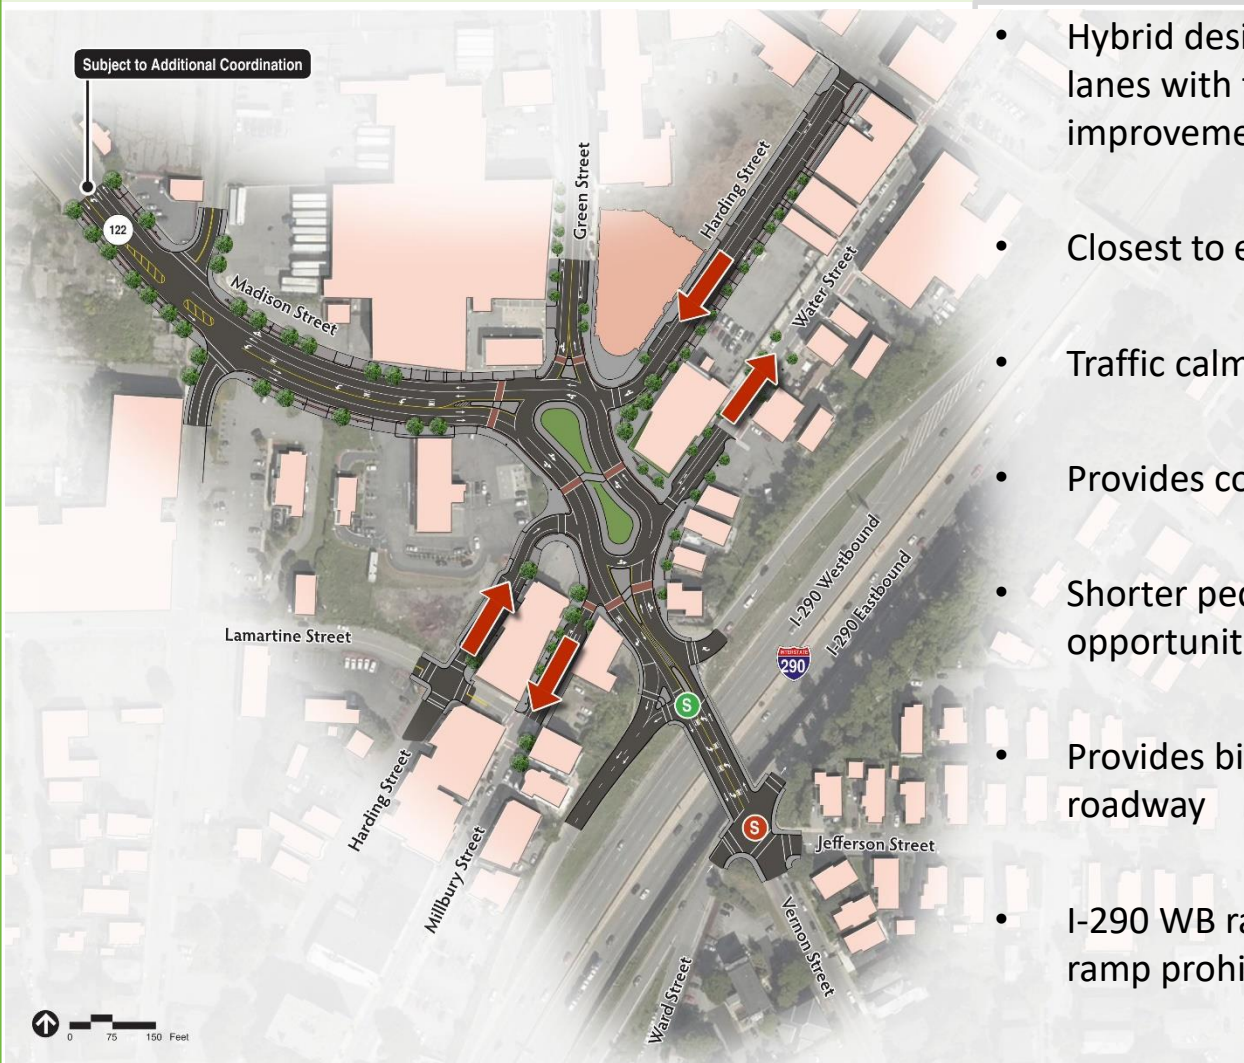 Subject to Additional Coordination
122
Madison Street
Green Street
Harding Street
Water Street
I-290 Westbound
I-290 Eastbound
INTERSTATE
290
Lamartine Street
S
S
Harding Street
Millbury Street
Jefferson Street
Vernon Street
Ward Street
0 75 150 Feet
• Hybrid desi
lanes with
improveme
• Closest to e
• Traffic calm
• Provides co
• Shorter pe
opportunit
• Provides bi
roadway
• I-290 WB ra
ramp prohi